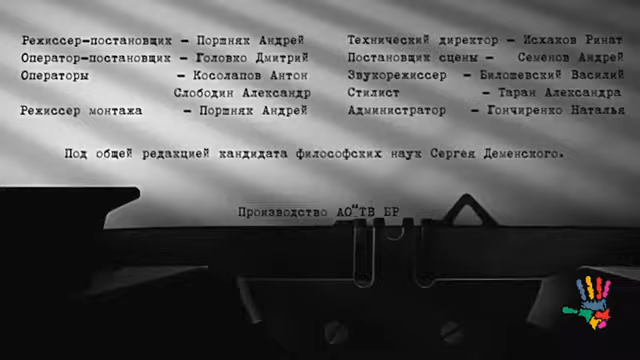 Режиссер-постановщик - Поршняк Андрей
Оператор-постановщик - Головко Дмитрий
Операторы - Косолапов Антон
Слободин Александр
Режиссер монтажа - Поршняк Андрей
Технический директор - Исхаков Ринат
Постановщик сцены - Семенов Андрей
Звукорежиссер - Билошевский Василий
Стилист - Таран Александра
Администратор - Гончиренко Наталья
Под общей редакцией кандидата философских наук Сергея Деменского.
Производство АО "ТВ БР